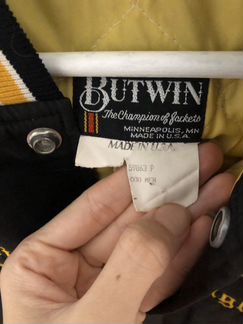 BUTWIN
The Champion of Jackets
MINNEAPOLIS, MN
MADE IN U.S.A.
MADE IN U.S.A.